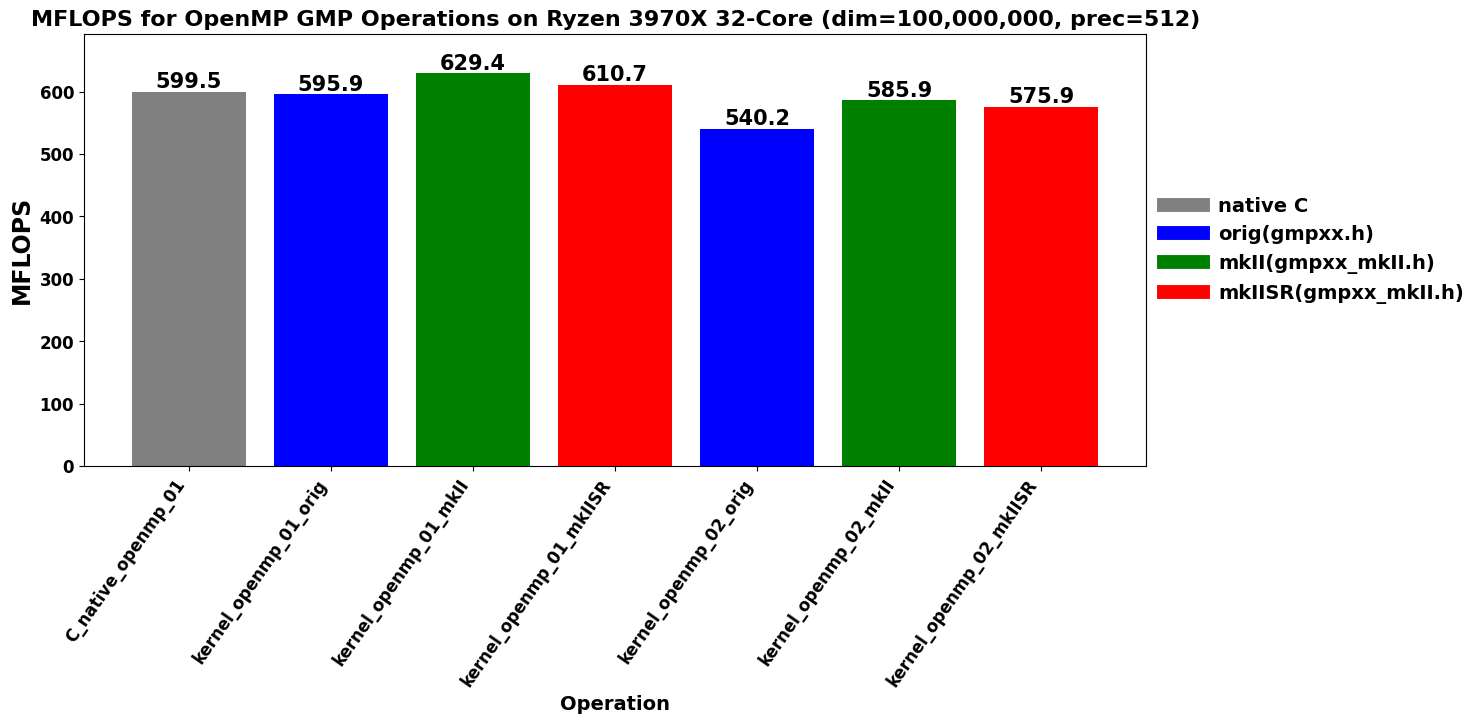 MFLOPS for OpenMP GMP Operations on Ryzen 3970X 32-Core (dim=100,000,000, prec=512)
MFLOPS
600
500
400
300
200
100
0
599.5
595.9
629.4
610.7
540.2
585.9
575.9
C_native_openmp_01
kernel_openmp_01_orig
kernel_openmp_01_mkII
kernel_openmp_01_mkIISR
kernel_openmp_02_orig
kernel_openmp_02_mkII
kernel_openmp_02_mkIISR
Operation
native C
orig(gmpxx.h)
mkII(gmpxx_mkII.h)
mkIISR(gmpxx_mkII.h)